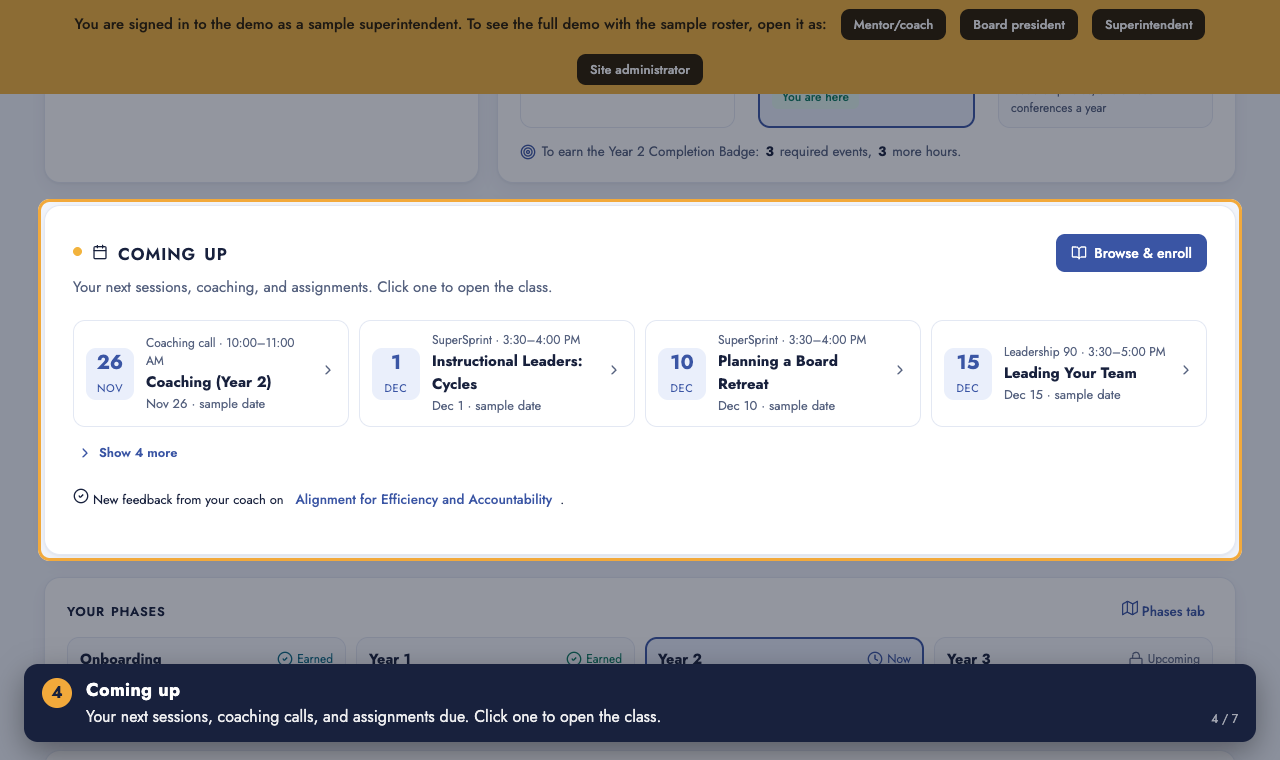 You are signed in to the demo as a sample superintendent. To see the full demo with the sample roster, open it as: Mentor/coach Board president Superintendent
Site administrator
You are here
conferences a year
To earn the Year 2 Completion Badge: 3 required events, 3 more hours.
COMING UP
Browse & enroll
Your next sessions, coaching, and assignments. Click one to open the class.
26
NOV
Coaching call · 10:00–11:00
AM
Coaching (Year 2)
Nov 26 · sample date
1
DEC
SuperSprint · 3:30–4:00 PM
Instructional Leaders:
Cycles
Dec 1 · sample date
10
DEC
SuperSprint · 3:30–4:00 PM
Planning a Board
Retreat
Dec 10 · sample date
15
DEC
Leadership 90 · 3:30–5:00 PM
Leading Your Team
Dec 15 · sample date
Show 4 more
New feedback from your coach on Alignment for Efficiency and Accountability .
YOUR PHASES
Phases tab
Onboarding Earned
Year 1 Earned
Year 2 Now
Year 3 Upcoming
4
Coming up
Your next sessions, coaching calls, and assignments due. Click one to open the class.
4 / 7